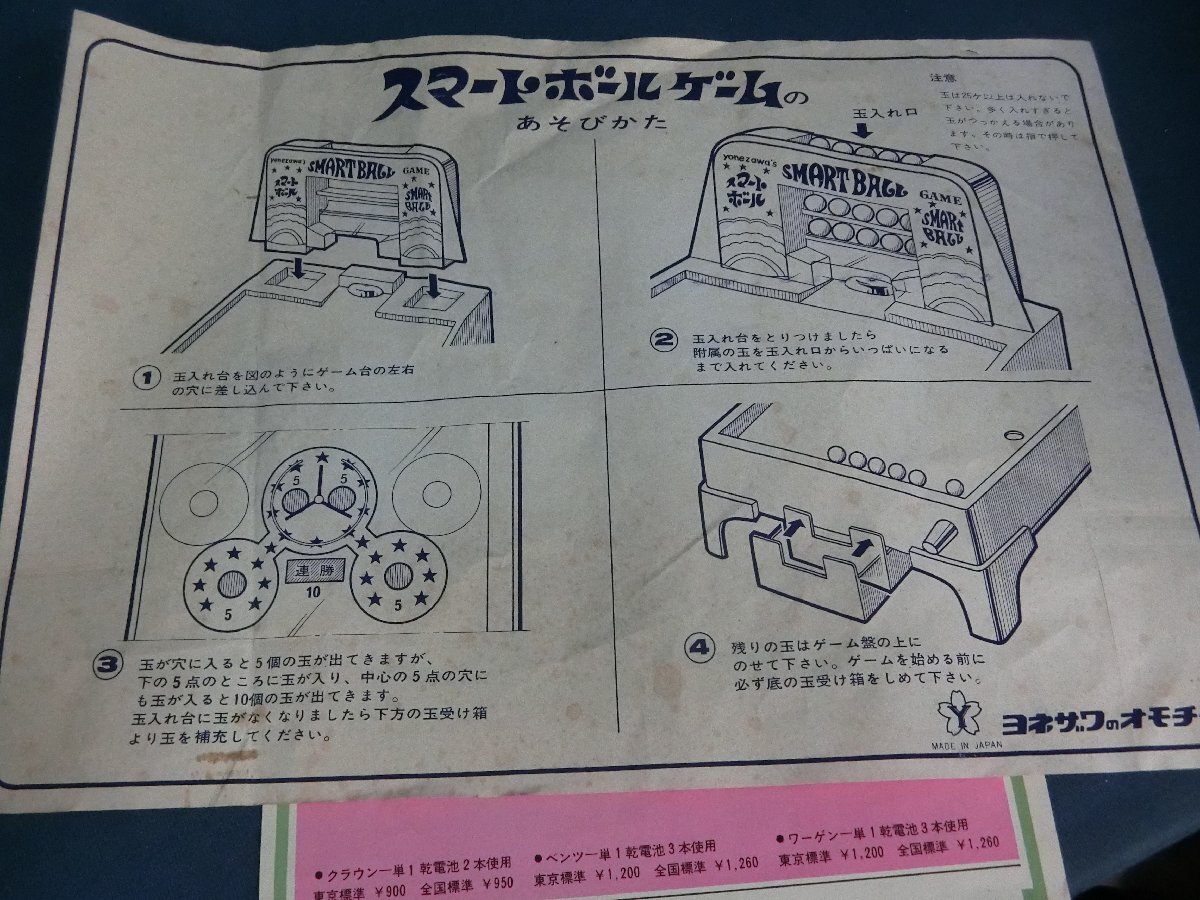 スマートボールゲームの
あそびかた
注意
玉は25ケ以上は入れないで
下さい。多く入れすぎると
玉がつっかえる場合があり
ます。その時は指で押して
下さい。
yonezawa's
SMART BALL
GAME
スマート
ボール
SMART
BALL
玉入れ口
yonezawa's
SMART BALL
GAME
スマート
ボール
SMART
BALL
1 玉入れ台を図のようにゲーム台の左右
の穴に差し込んで下さい。
2 玉入れ台をとりつけましたら
附属の玉を玉入れ口からいっぱいになる
まで入れてください。
5 5
連勝
10
5 5
3 玉が穴に入ると5個の玉が出てきますが、
下の5点のところに玉が入り、中心の5点の穴に
も玉が入ると10個の玉が出てきます。
玉入れ台に玉がなくなりましたら下方の玉受け箱
より玉を補充してください。
4 残りの玉はゲーム盤の上に
のせて下さい。ゲームを始める前に
必ず底の玉受け箱をしめて下さい。
Y
ヨネザワのオモチ
MADE IN JAPAN
●クラウン一単1乾電池2本使用
東京標準 ¥900 全国標準 ¥950
●ベンツ一単1乾電池3本使用
東京標準 ¥1,200 全国標準 ¥1,260
●ワーゲン一単1乾電池3本使用
東京標準 ¥1,200 全国標準 ¥1,260